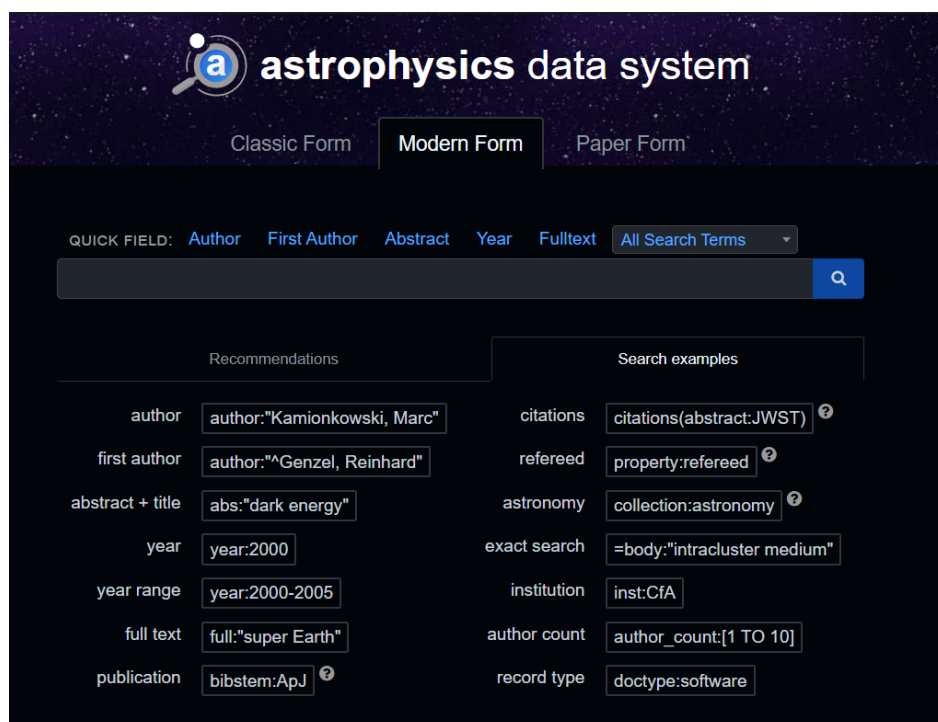 a astrophysics data system
Classic Form Modern Form Paper Form
QUICK FIELD: Author First Author Abstract Year Fulltext All Search Terms
Recommendations Search examples
author author:"Kamionkowski, Marc" citations citations(abstract:JWST) ?
first author author:"^Genzel, Reinhard" refereed property:refereed ?
abstract + title abs:"dark energy" astronomy collection:astronomy ?
year year:2000 exact search =body:"intracluster medium"
year range year:2000-2005 institution inst:CfA
full text full:"super Earth" author count author_count:[1 TO 10]
publication bibstem:ApJ ? record type doctype:software